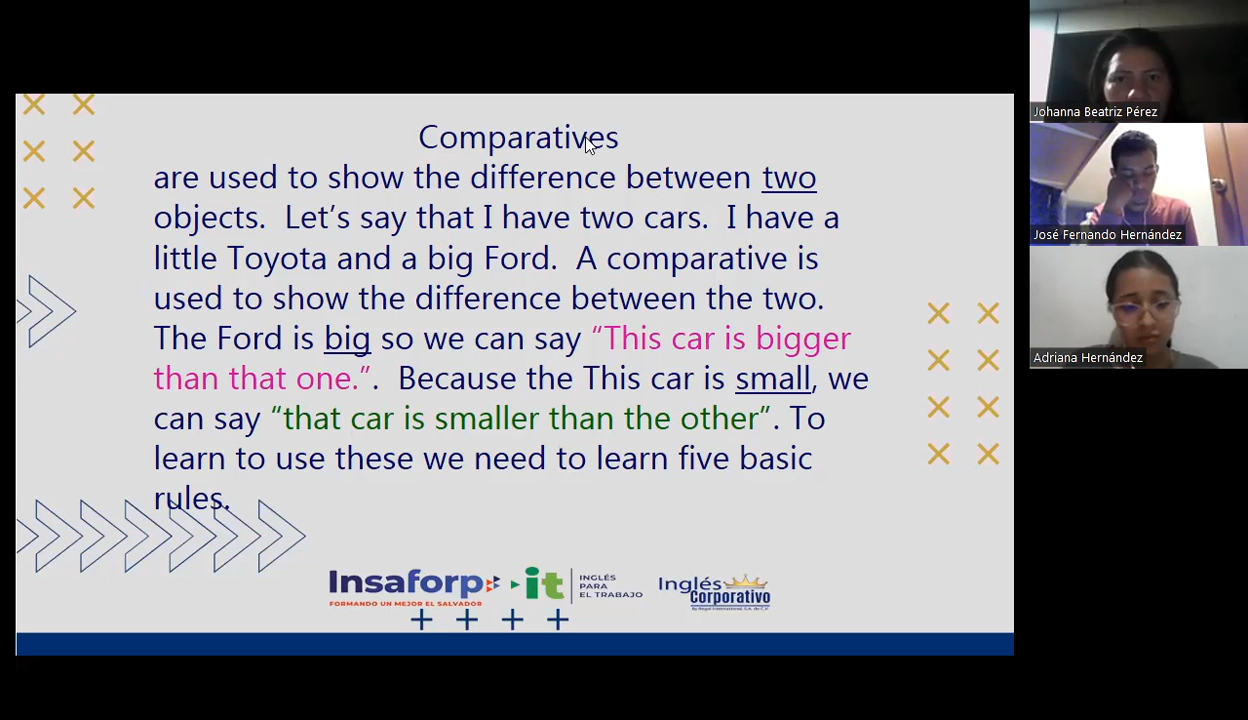 Comparatives
are used to show the difference between two
objects.  Let's say that I have two cars.  I have a
little Toyota and a big Ford.  A comparative is
used to show the difference between the two.
The Ford is big so we can say “This car is bigger
than that one.”.  Because the This car is small, we
can say “that car is smaller than the other”. To
learn to use these we need to learn five basic
rules.
Insaforp
FORMANDO UN MEJOR EL SALVADOR
it
INGLÉS
PARA
EL TRABAJO
Inglés
Corporativo
Johanna Beatriz Pérez
José Fernando Hernández
Adriana Hernández